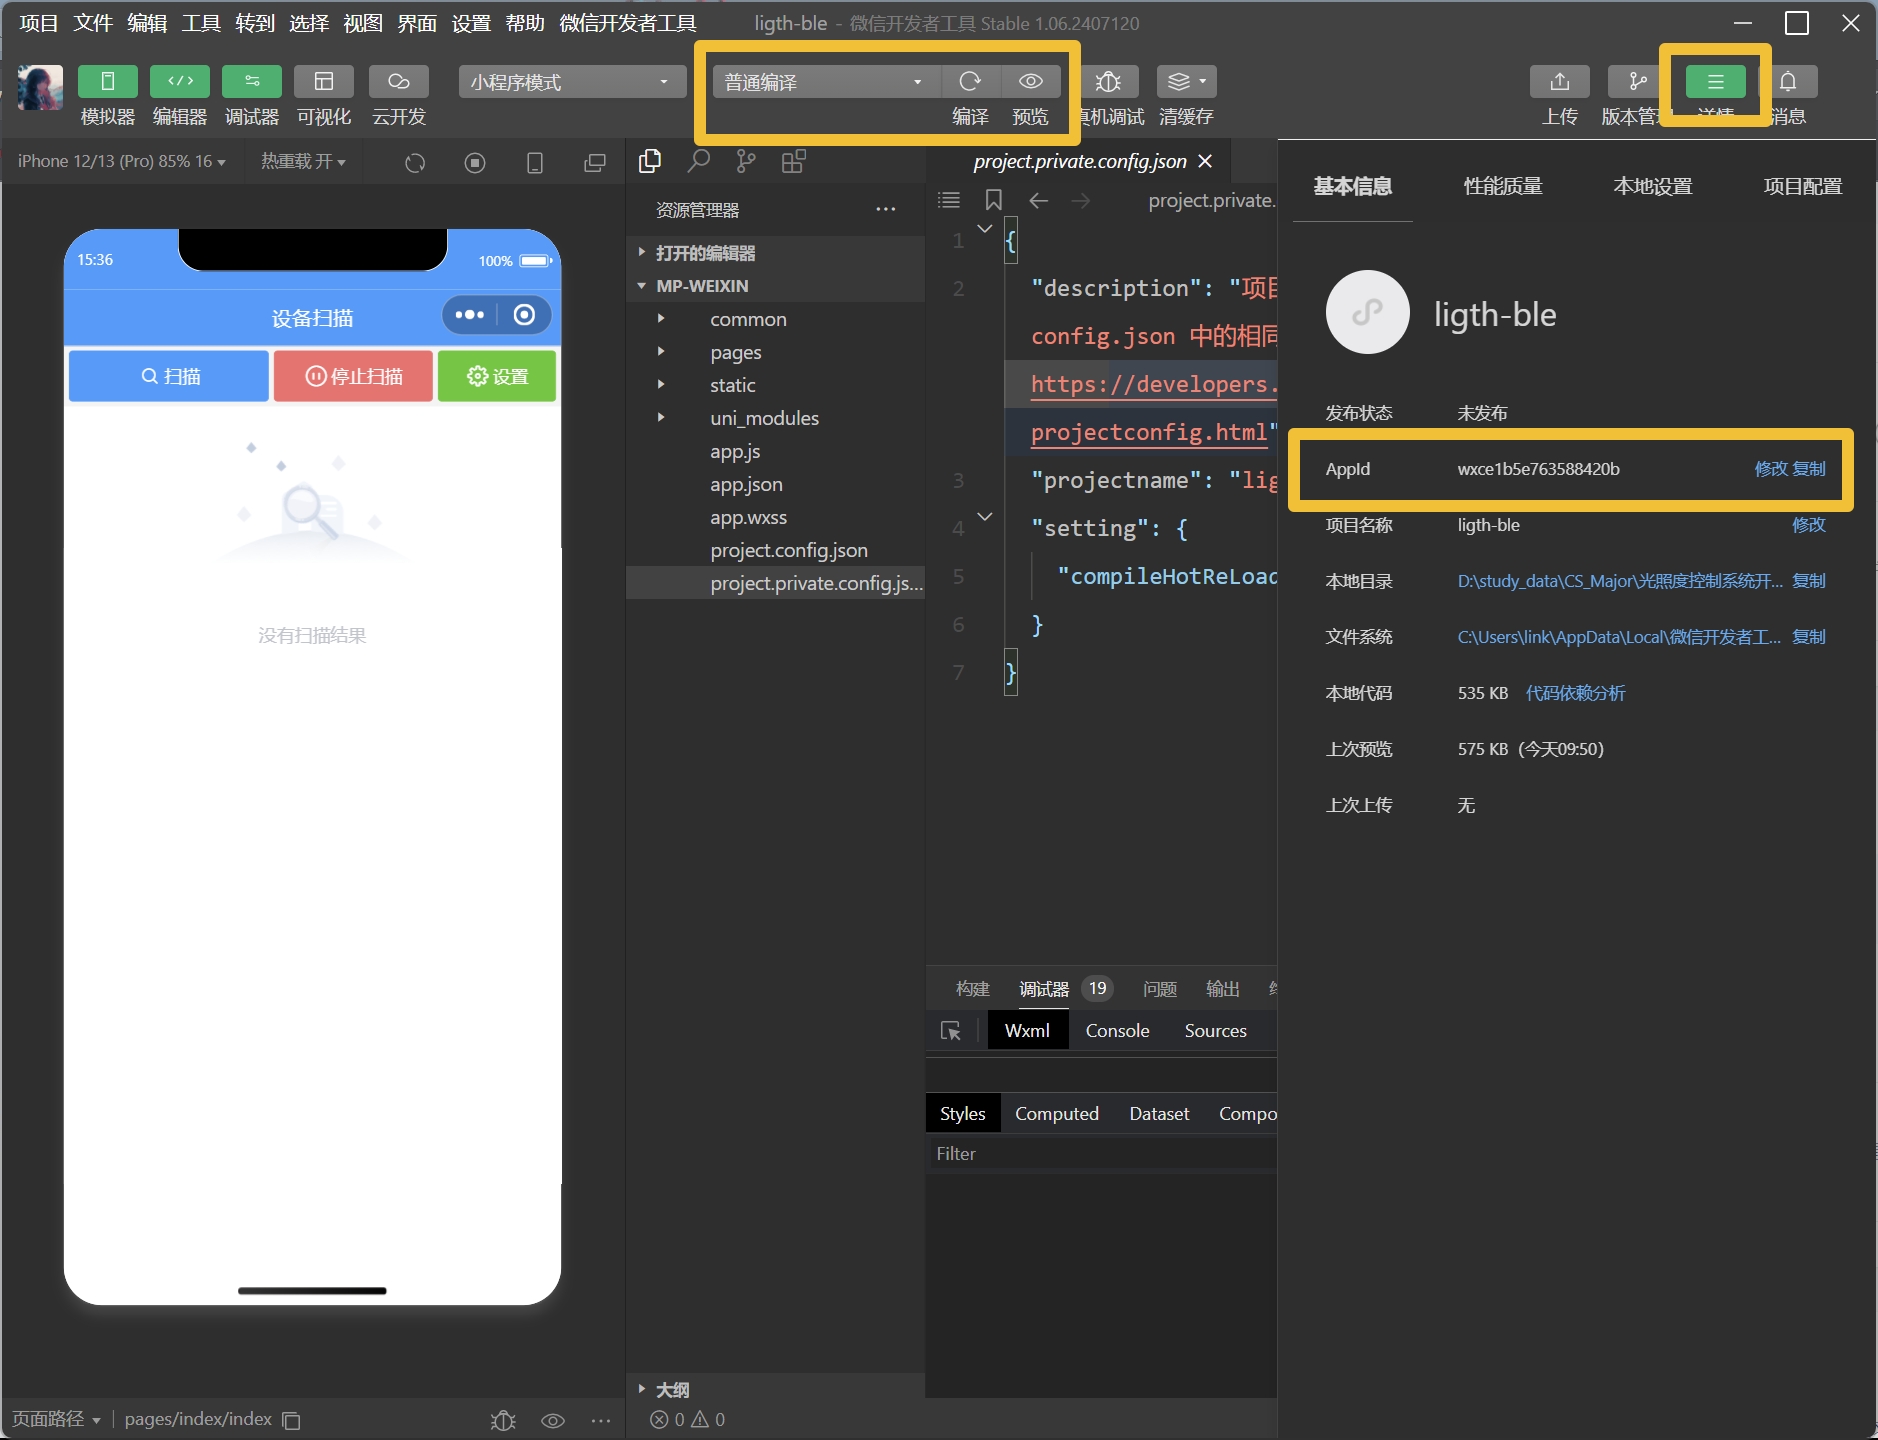 项目 文件 编辑 工具 转到 选择 视图 界面 设置 帮助 微信开发者工具 ligth-ble - 微信开发者工具 Stable 1.06.2407120
小程序模式 普通编译
模拟器 编辑器 调试器 可视化 云开发 编译 预览 真机调试 清缓存 上传 版本管理 详情 消息
iPhone 12/13 (Pro) 85% 16 热重载 开
15:36 100%
设备扫描
扫描 停止扫描 设置
没有扫描结果
页面路径 pages/index/index
资源管理器
打开的编辑器
MP-WEIXIN
common
pages
static
uni_modules
app.js
app.json
app.wxss
project.config.json
project.private.config.js...
大纲
0 0
project.private.config.json
project.private.
1 {
2 "description": "项目
config.json 中的相同
https://developers.
projectconfig.html"
3 "projectname": "lig
4 "setting": {
5 "compileHotReLoad
6 }
7 }
构建 调试器 19 问题 输出
Wxml Console Sources
Styles Computed Dataset Compo
Filter
基本信息 性能质量 本地设置 项目配置
ligth-ble
发布状态 未发布
AppId wxce1b5e763588420b 修改 复制
项目名称 ligth-ble 修改
本地目录 D:\study_data\CS_Major\光照度控制系统开... 复制
文件系统 C:\Users\link\AppData\Local\微信开发者工... 复制
本地代码 535 KB 代码依赖分析
上次预览 575 KB (今天09:50)
上次上传 无